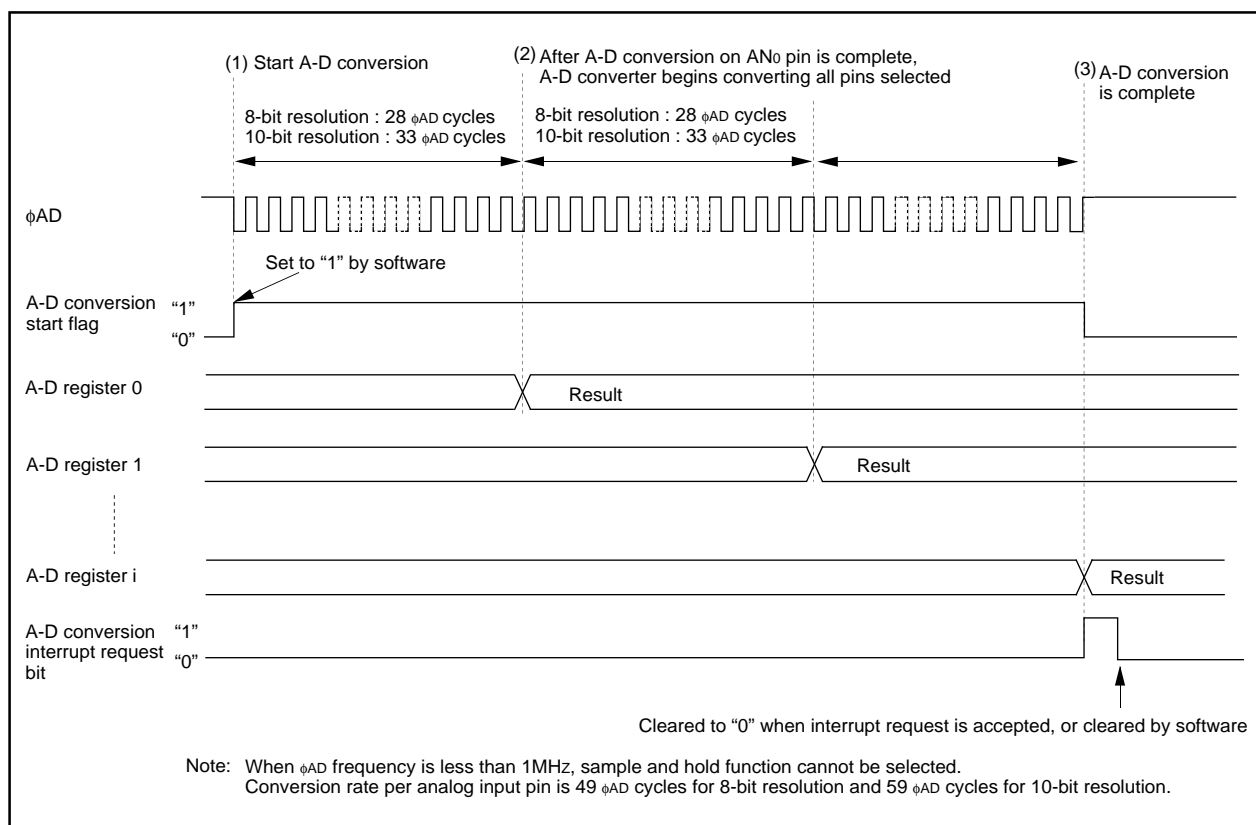 (1) Start A-D conversion
(2) After A-D conversion on AN0 pin is complete,
A-D converter begins converting all pins selected
(3) A-D conversion
is complete
8-bit resolution : 28 ϕAD cycles
10-bit resolution : 33 ϕAD cycles
8-bit resolution : 28 ϕAD cycles
10-bit resolution : 33 ϕAD cycles
ϕAD
Set to “1” by software
A-D conversion
start flag
“1”
“0”
A-D register 0
Result
A-D register 1
Result
A-D register i
Result
A-D conversion
interrupt request
bit
“1”
“0”
Cleared to “0” when interrupt request is accepted, or cleared by software
Note: When ϕAD frequency is less than 1MHz, sample and hold function cannot be selected.
Conversion rate per analog input pin is 49 ϕAD cycles for 8-bit resolution and 59 ϕAD cycles for 10-bit resolution.